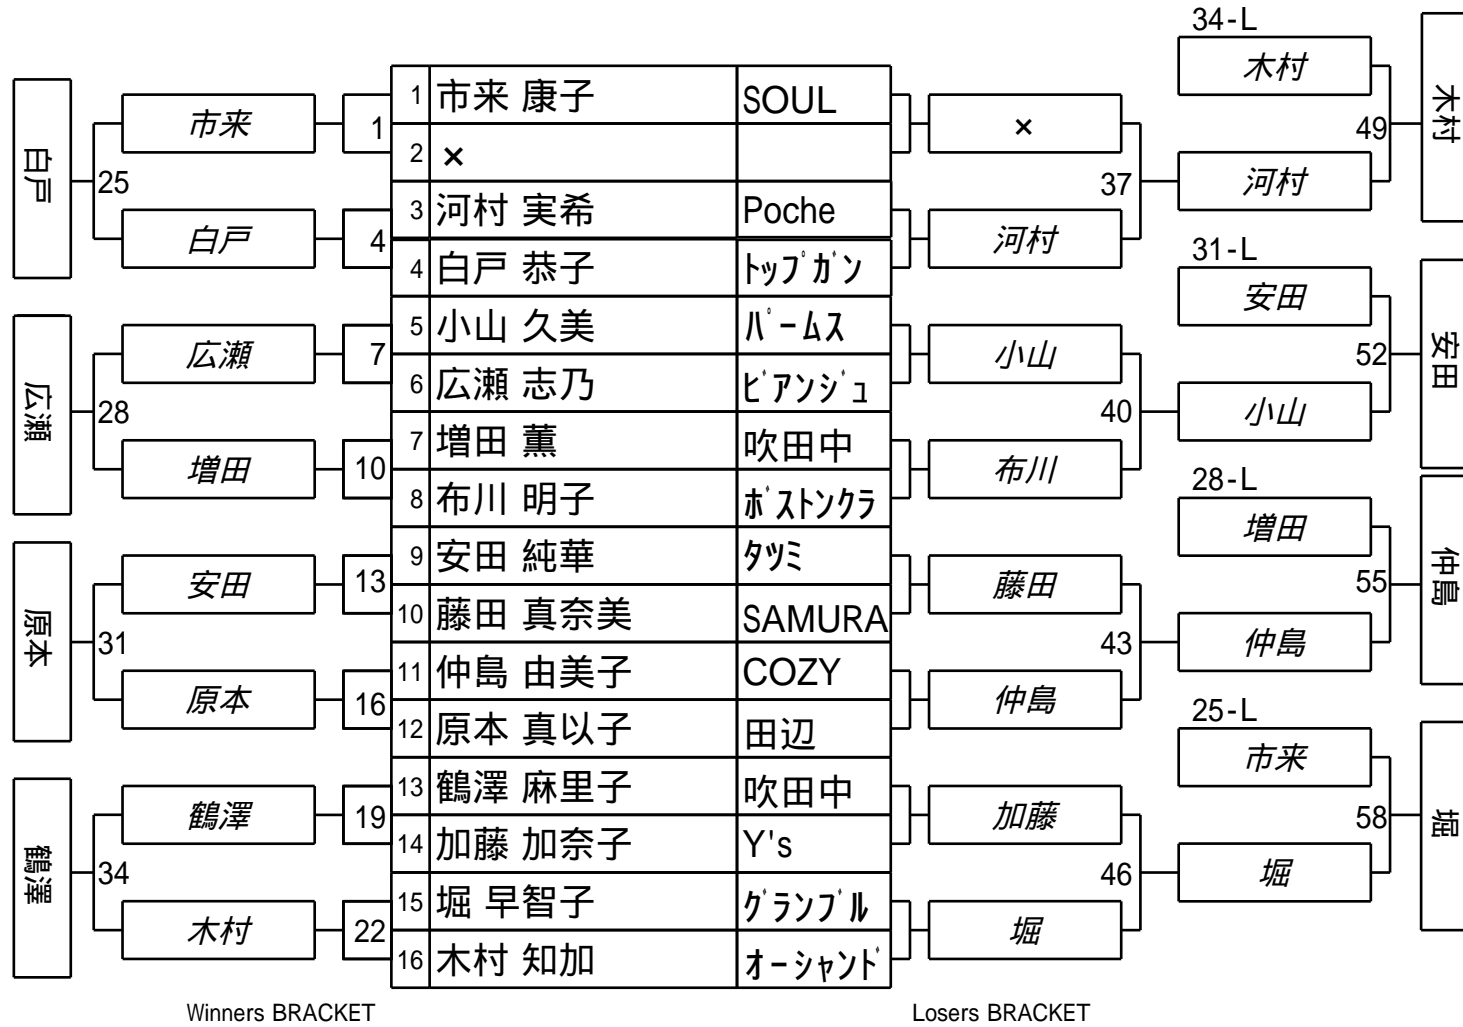 34-L
木村
木村
49
河村
31-L
安田
安田
52
小山
28-L
増田
仲島
55
仲島
25-L
市来
堀
58
堀
白戸
25
市来
1
白戸
4
広瀬
28
広瀬
7
増田
10
原本
31
安田
13
原本
16
鶴澤
34
鶴澤
19
木村
22
1 市来 康子 SOUL
2 ×
3 河村 実希 Poche
4 白戸 恭子 トップガン
5 小山 久美 パームス
6 広瀬 志乃 ビアンジュ
7 増田 薫 吹田中
8 布川 明子 ボストンクラ
9 安田 純華 タツミ
10 藤田 真奈美 SAMURA
11 仲島 由美子 COZY
12 原本 真以子 田辺
13 鶴澤 麻里子 吹田中
14 加藤 加奈子 Y's
15 堀 早智子 グランブル
16 木村 知加 オーシャンド
×
37
河村
小山
40
布川
藤田
43
仲島
加藤
46
堀
Winners BRACKET
Losers BRACKET